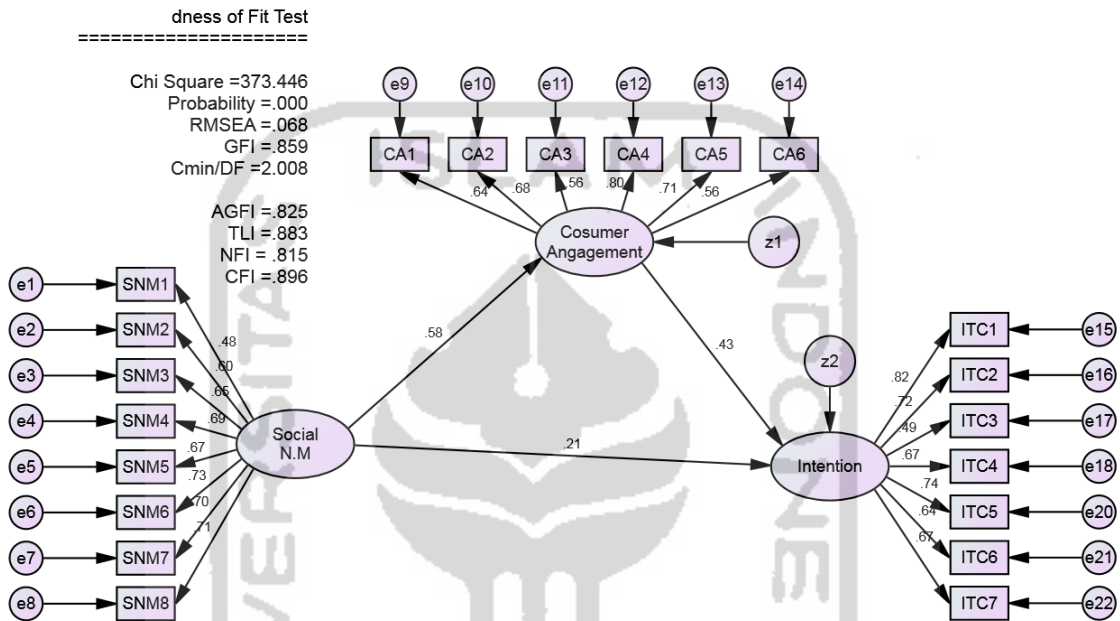 dness of Fit Test
=====================
Chi Square =373.446
Probability =.000
RMSEA =.068
GFI =.859
Cmin/DF =2.008
AGFI =.825
TLI =.883
NFI =.815
CFI =.896
e9 e10 e11 e12 e13 e14
CA1 CA2 CA3 CA4 CA5 CA6
.64 .68 .56 .80 .71 .56
Cosumer
Angagement
z1
e1 SNM1
e2 SNM2
e3 SNM3
e4 SNM4
e5 SNM5
e6 SNM6
e7 SNM7
e8 SNM8
.48
.60
.65
.69
.67
.73
.70
.71
Social
N.M
.58
.43
.21
z2
Intention
.82
.72
.49
.67
.74
.64
.67
ITC1 e15
ITC2 e16
ITC3 e17
ITC4 e18
ITC5 e20
ITC6 e21
ITC7 e22
ISLAM
VERSITAS
INDONE